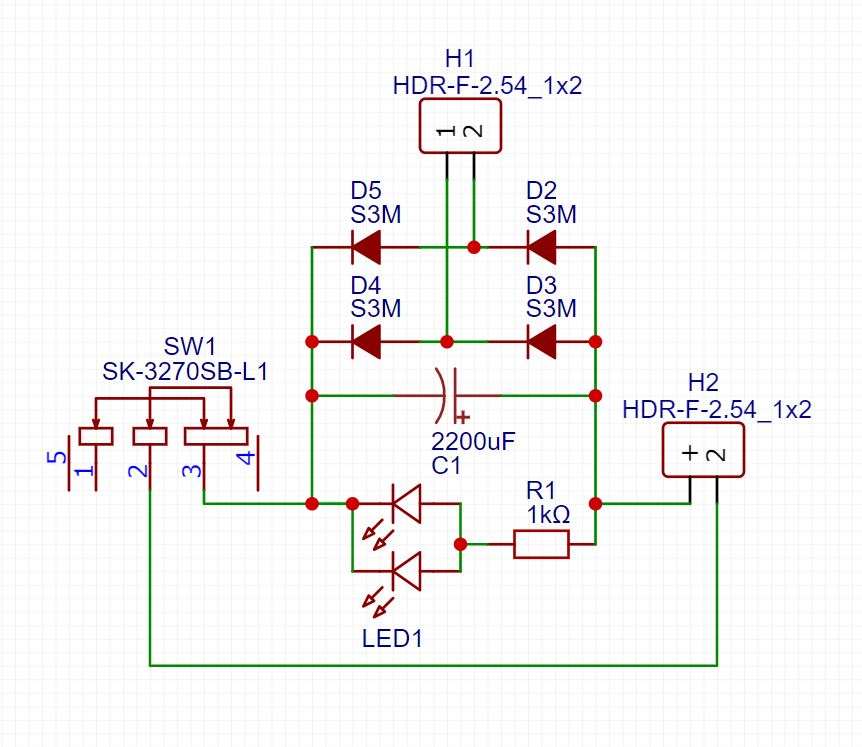 H1
HDR-F-2.54_1x2
1 2
D5
S3M
D2
S3M
D4
S3M
D3
S3M
SW1
SK-3270SB-L1
5
1
2
3
4
H2
HDR-F-2.54_1x2
+ 2
+
2200uF
C1
R1
1kΩ
LED1